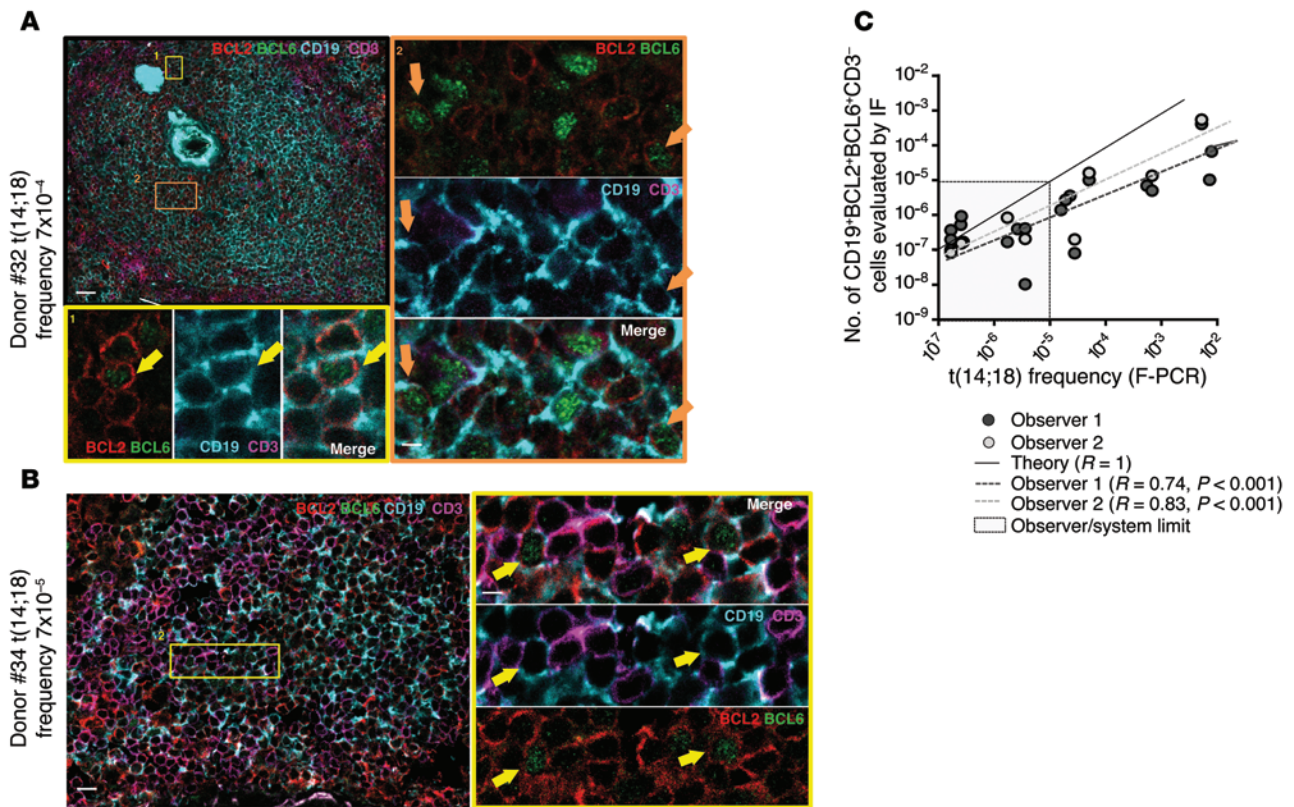 A
Donor #32 t(14;18)
frequency 7x10⁻⁴
BCL2 BCL6 CD19 CD3
1
2
2
BCL2 BCL6
CD19 CD3
Merge
1
BCL2 BCL6
CD19 CD3
Merge
B
Donor #34 t(14;18)
frequency 7x10⁻⁵
BCL2 BCL6 CD19 CD3
2
Merge
CD19 CD3
BCL2 BCL6
C
No. of CD19⁺BCL2⁺BCL6⁺CD3⁻
cells evaluated by IF
10⁻²
10⁻³
10⁻⁴
10⁻⁵
10⁻⁶
10⁻⁷
10⁻⁸
10⁻⁹
10⁻⁷ 10⁻⁶ 10⁻⁵ 10⁻⁴ 10⁻³ 10⁻²
t(14;18) frequency (F-PCR)
Observer 1
Observer 2
Theory (R = 1)
Observer 1 (R = 0.74, P < 0.001)
Observer 2 (R = 0.83, P < 0.001)
Observer/system limit